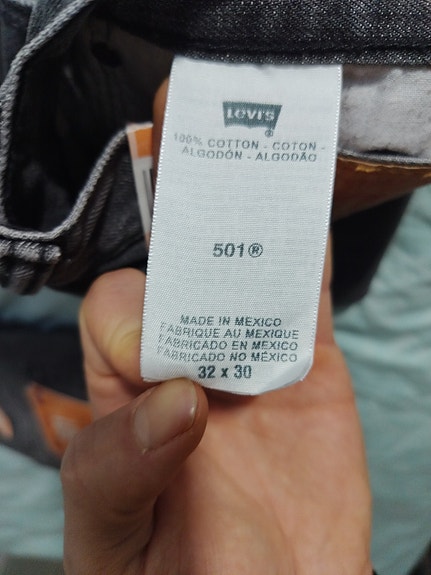 Levi's
®
100% COTTON - COTON -
ALGODÓN - ALGODÃO
501®
MADE IN MEXICO
FABRIQUE AU MEXIQUE
FABRICADO EN MEXICO
FABRICADO NO MÉXICO
32 x 30